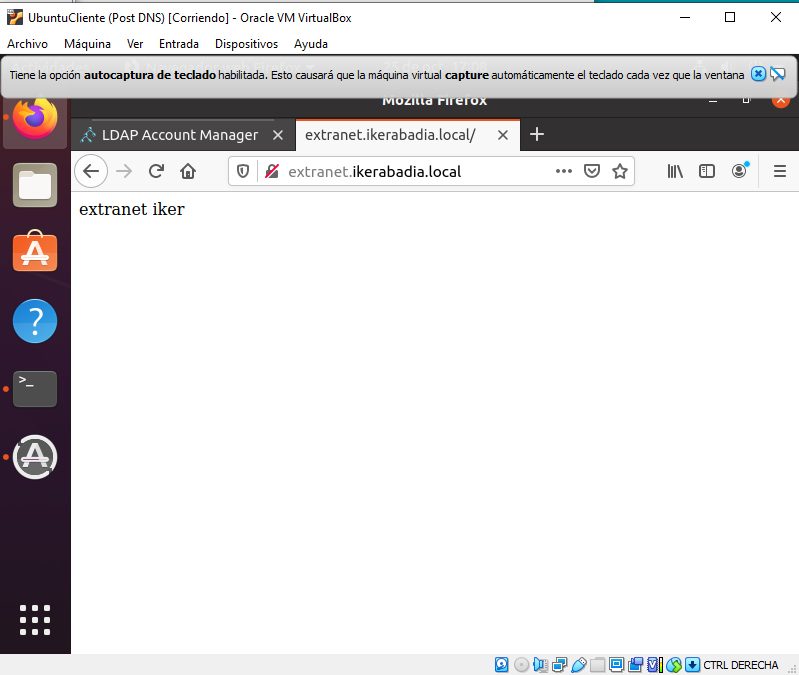 UbuntuCliente (Post DNS) [Corriendo] - Oracle VM VirtualBox
Archivo Máquina Ver Entrada Dispositivos Ayuda
Tiene la opción autocaptura de teclado habilitada. Esto causará que la máquina virtual capture automáticamente el teclado cada vez que la ventana
Mozilla Firefox
LDAP Account Manager
extranet.ikerabadia.local/
extranet.ikerabadia.local
extranet iker
CTRL DERECHA